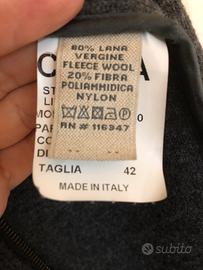 80% LANA
VERGINE
FLEECE WOOL
20% FIBRA
POLIAMMIDICA
NYLON
RN # 116947
TAGLIA 42
MADE IN ITALY
subito